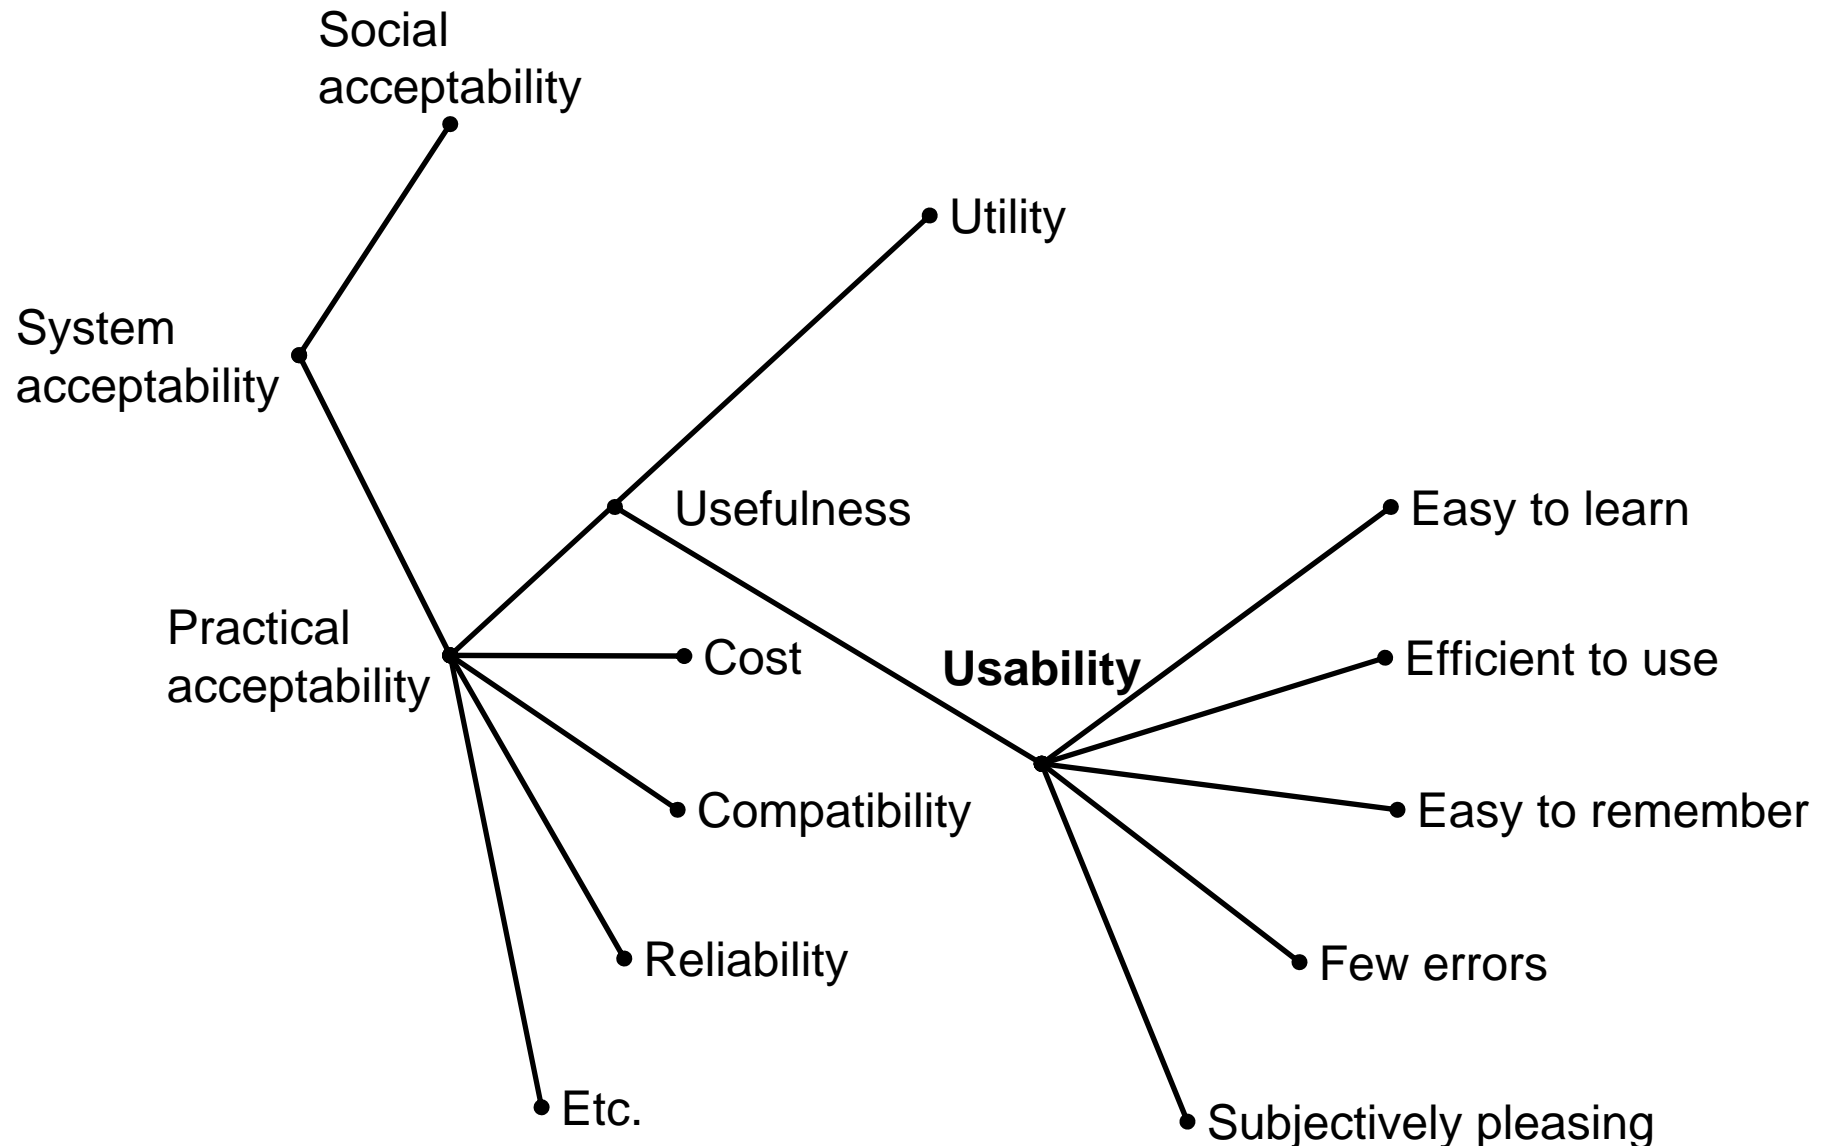 Social
acceptability
Utility
System
acceptability
Usefulness
Easy to learn
Practical
acceptability
Cost
Usability
Efficient to use
Compatibility
Easy to remember
Reliability
Few errors
Etc.
Subjectively pleasing